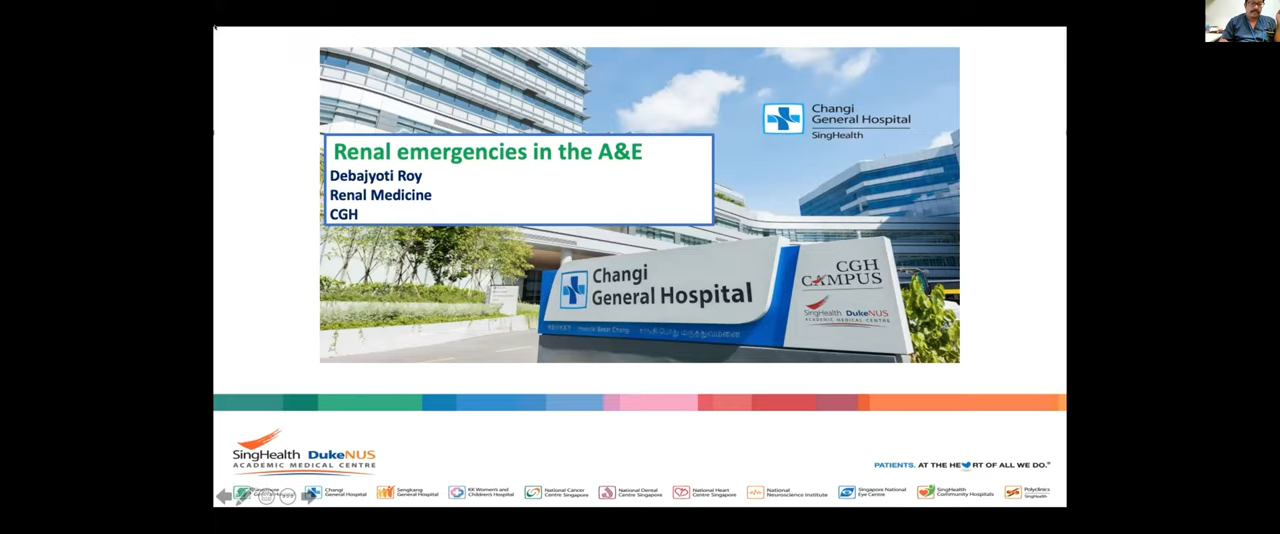 Changi
General Hospital
SingHealth
Renal emergencies in the A&E
Debajyoti Roy
Renal Medicine
CGH
Changi
General Hospital
CGH
CAMPUS
SingHealth DukeNUS
ACADEMIC MEDICAL CENTRE
Hospital Besar Changi
SingHealth DukeNUS
ACADEMIC MEDICAL CENTRE
PATIENTS. AT THE HE RT OF ALL WE DO.®
Changi
General Hospital
Sengkang
General Hospital
KK Women's and
Children's Hospital
National Cancer
Centre Singapore
National Dental
Centre Singapore
National Heart
Centre Singapore
National
Neuroscience Institute
Singapore National
Eye Centre
SingHealth
Community Hospitals
Polyclinics
SingHealth